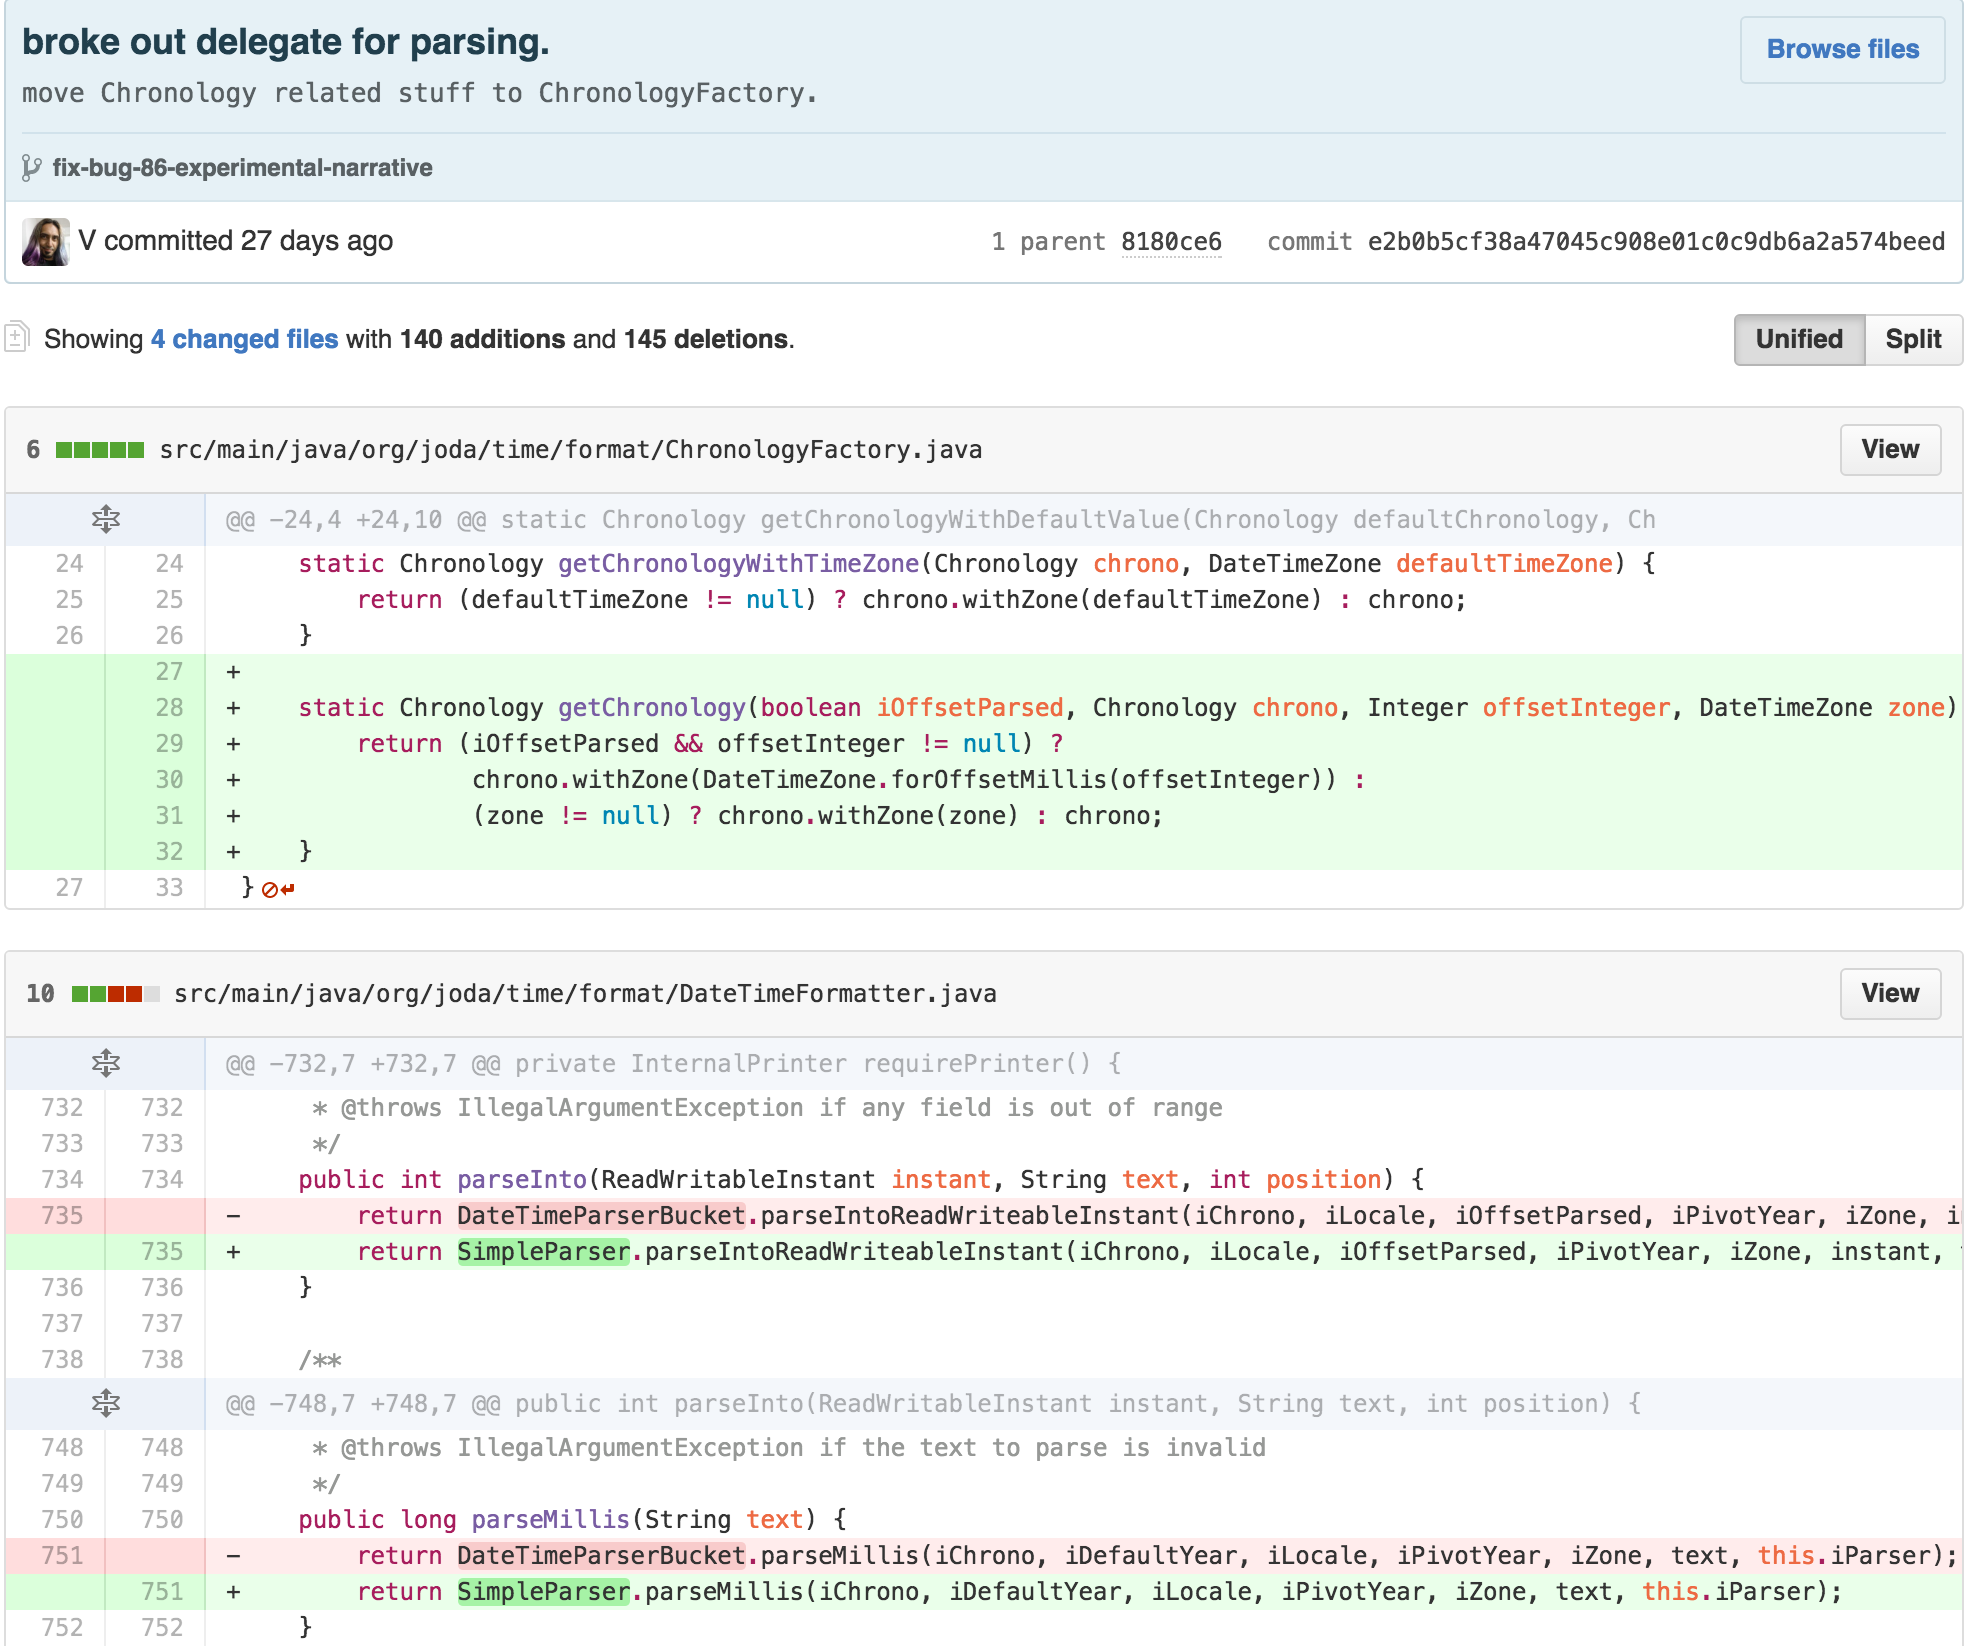 broke out delegate for parsing.
Browse files
move Chronology related stuff to ChronologyFactory.
fix-bug-86-experimental-narrative
V committed 27 days ago
1 parent 8180ce6 commit e2b0b5cf38a47045c908e01c0c9db6a2a574beed
Showing 4 changed files with 140 additions and 145 deletions.
Unified Split
6 src/main/java/org/joda/time/format/ChronologyFactory.java
View
@@ -24,4 +24,10 @@ static Chronology getChronologyWithDefaultValue(Chronology defaultChronology, Ch
24 24 static Chronology getChronologyWithTimeZone(Chronology chrono, DateTimeZone defaultTimeZone) {
25 25 return (defaultTimeZone != null) ? chrono.withZone(defaultTimeZone) : chrono;
26 26 }
27 +
28 + static Chronology getChronology(boolean iOffsetParsed, Chronology chrono, Integer offsetInteger, DateTimeZone zone)
29 + return (iOffsetParsed && offsetInteger != null) ?
30 + chrono.withZone(DateTimeZone.forOffsetMillis(offsetInteger)) :
31 + (zone != null) ? chrono.withZone(zone) : chrono;
32 + }
27 33 }
10 src/main/java/org/joda/time/format/DateTimeFormatter.java
View
@@ -732,7 +732,7 @@ private InternalPrinter requirePrinter() {
732 732 * @throws IllegalArgumentException if any field is out of range
733 733 */
734 734 public int parseInto(ReadWritableInstant instant, String text, int position) {
735 - return DateTimeParserBucket.parseIntoReadWriteableInstant(iChrono, iLocale, iOffsetParsed, iPivotYear, iZone,
735 + return SimpleParser.parseIntoReadWriteableInstant(iChrono, iLocale, iOffsetParsed, iPivotYear, iZone, instant,
736 736 }
737 737
738 738 /**
@@ -748,7 +748,7 @@ public int parseInto(ReadWritableInstant instant, String text, int position) {
748 748 * @throws IllegalArgumentException if the text to parse is invalid
749 749 */
750 750 public long parseMillis(String text) {
751 - return DateTimeParserBucket.parseMillis(iChrono, iDefaultYear, iLocale, iPivotYear, iZone, text, this.iParser);
751 + return SimpleParser.parseMillis(iChrono, iDefaultYear, iLocale, iPivotYear, iZone, text, this.iParser);
752 752 }